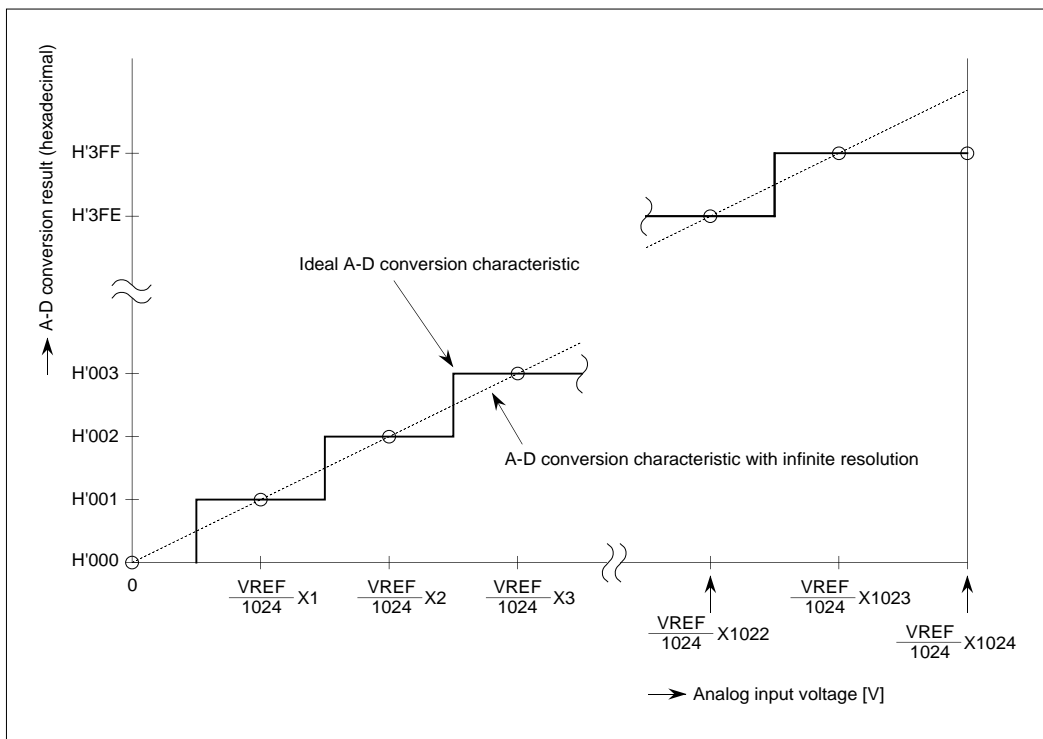 A-D conversion result (hexadecimal)
H'3FF
H'3FE
Ideal A-D conversion characteristic
H'003
H'002
A-D conversion characteristic with infinite resolution
H'001
H'000
0
VREF
1024
X1
VREF
1024
X2
VREF
1024
X3
VREF
1024
X1022
VREF
1024
X1023
VREF
1024
X1024
Analog input voltage [V]